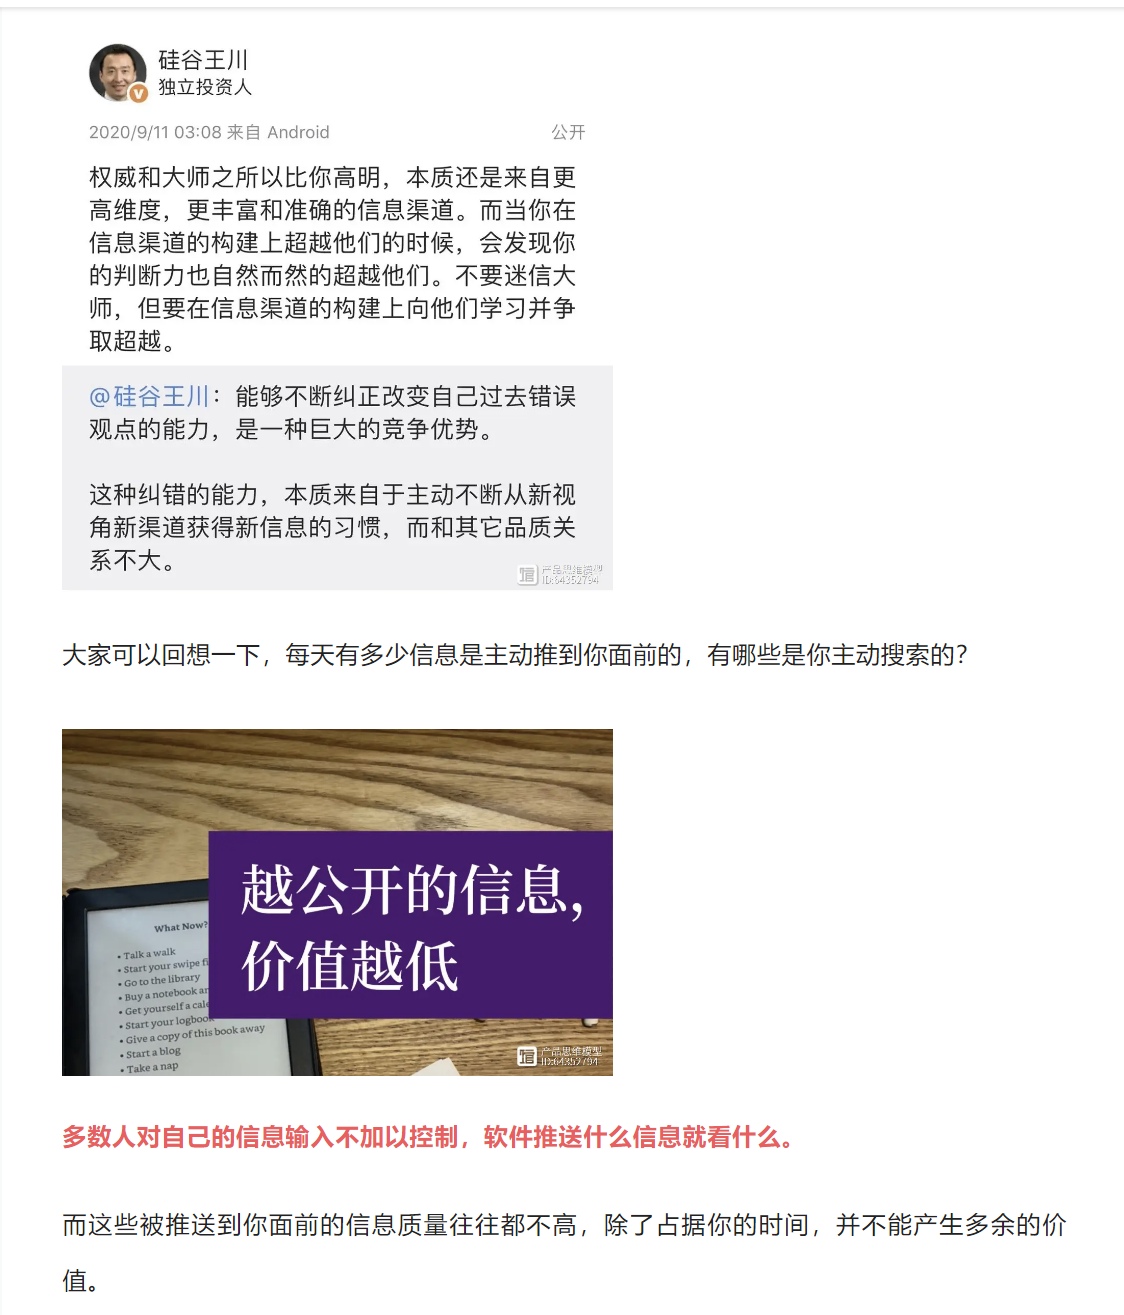 硅谷王川
独立投资人
2020/9/11 03:08 来自 Android
公开
权威和大师之所以比你高明，本质还是来自更
高维度，更丰富和准确的信息渠道。而当你在
信息渠道的构建上超越他们的时候，会发现你
的判断力也自然而然的超越他们。不要迷信大
师，但要在信息渠道的构建上向他们学习并争
取超越。
@硅谷王川：能够不断纠正改变自己过去错误
观点的能力，是一种巨大的竞争优势。
这种纠错的能力，本质来自于主动不断从新视
角新渠道获得新信息的习惯，而和其它品质关
系不大。
产品思维模型
ID:64352794
大家可以回想一下，每天有多少信息是主动推到你面前的，有哪些是你主动搜索的？
越公开的信息，
价值越低
What Now?
• Talk a walk
• Start your swipe fi
• Go to the library
• Buy a notebook an
• Get yourself a cale
• Start your logbook
• Give a copy of this book away
• Start a blog
• Take a nap
产品思维模型
ID:64352794
多数人对自己的信息输入不加以控制，软件推送什么信息就看什么。
而这些被推送到你面前的信息质量往往都不高，除了占据你的时间，并不能产生多余的价
值。